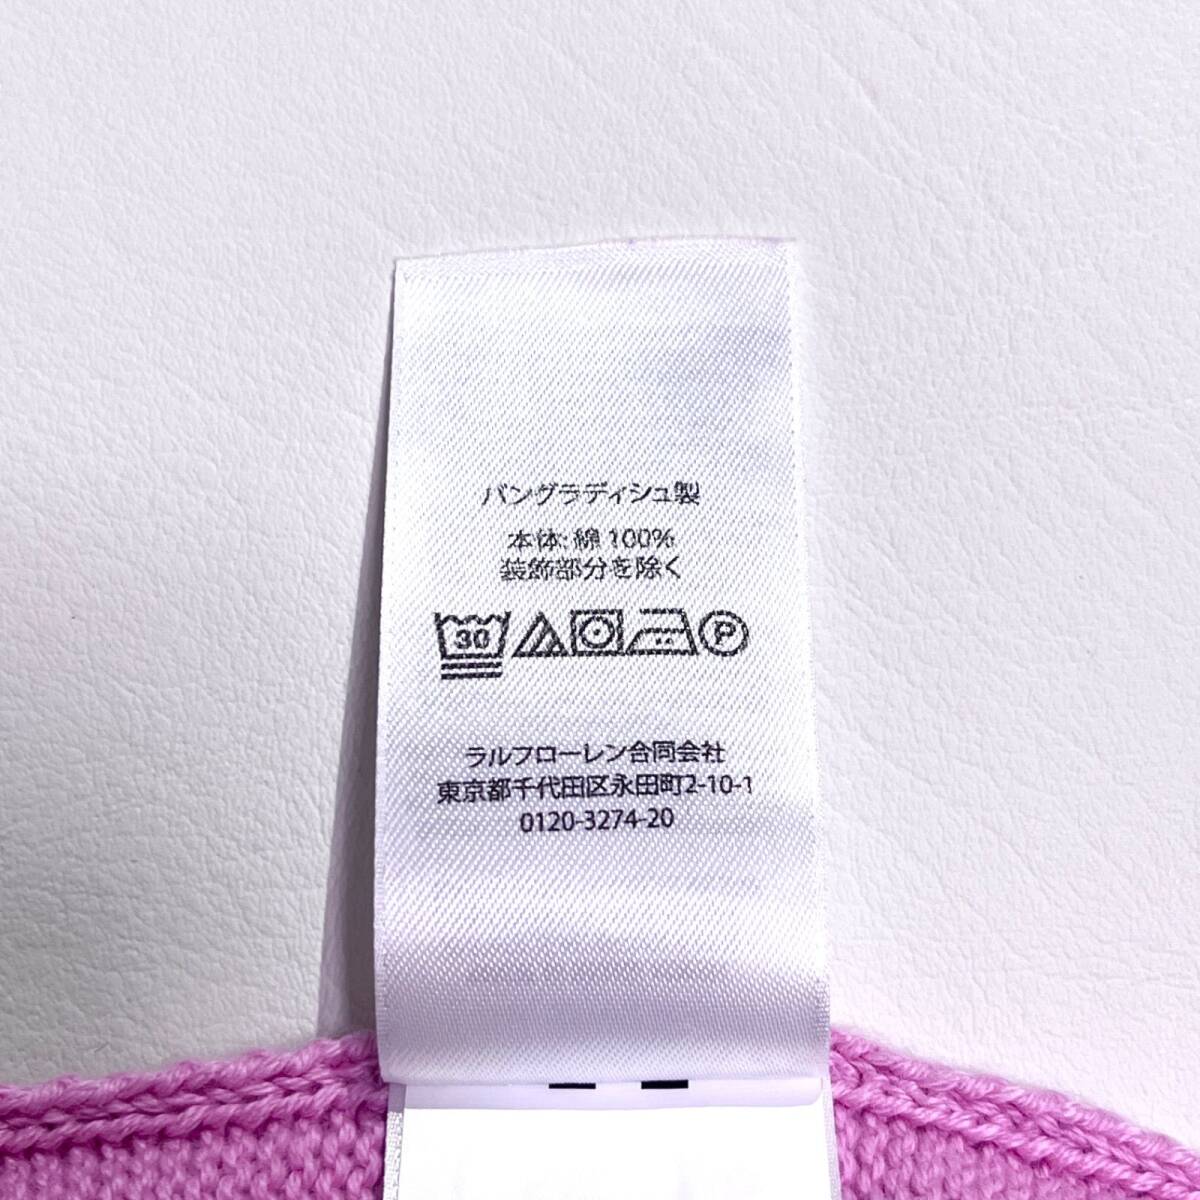 バングラディシュ製
本体: 綿 100%
装飾部分を除く
30 P
ラルフローレン合同会社
東京都千代田区永田町2-10-1
0120-3274-20